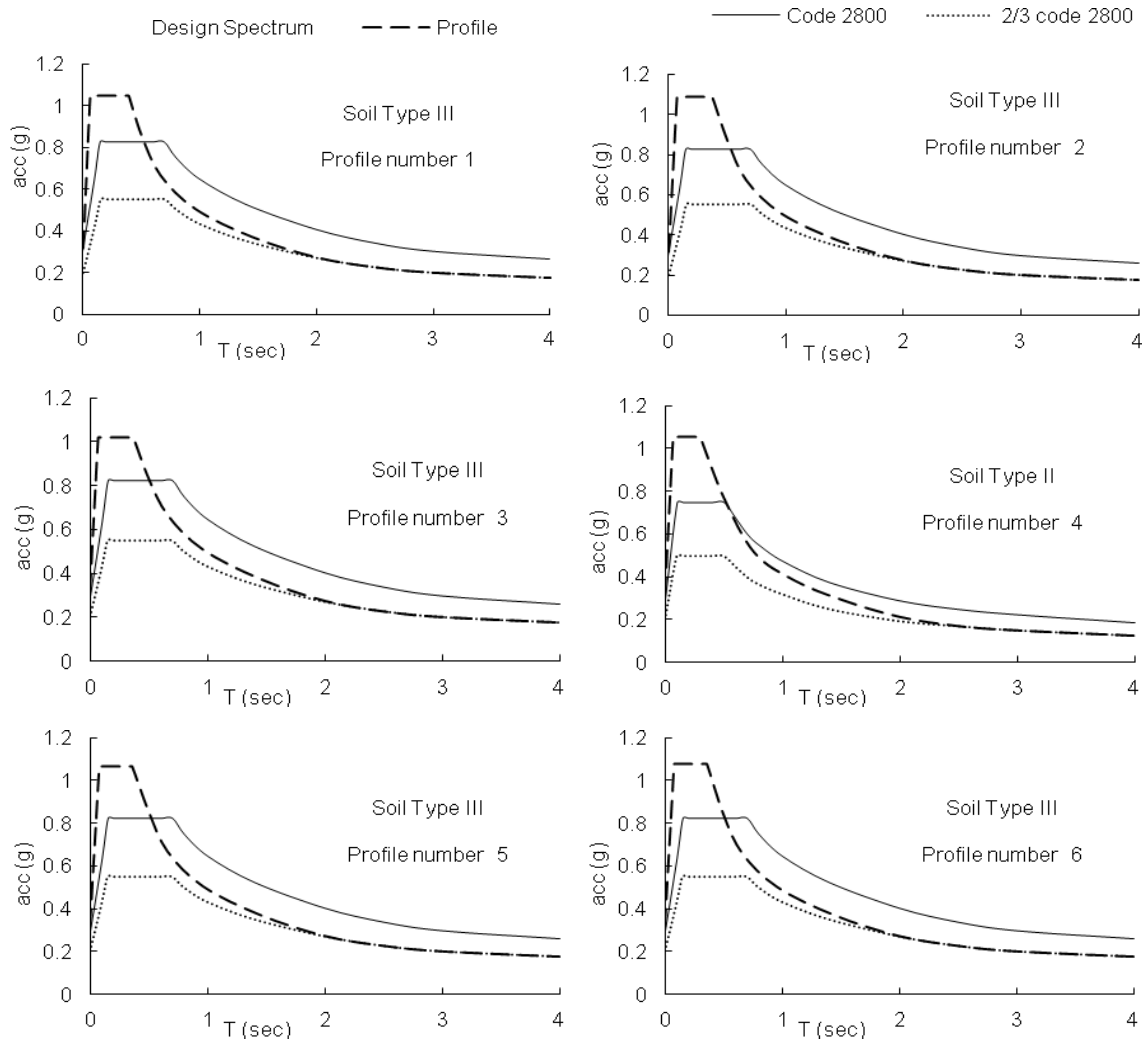 Design Spectrum Profile Code 2800 2/3 code 2800
1.2
1
0.8
0.6
0.4
0.2
0
acc (g)
Soil Type III
Profile number 1
0 1 2 3 4
T (sec)
1.2
1
0.8
0.6
0.4
0.2
0
acc (g)
Soil Type III
Profile number 2
0 1 2 3 4
T (sec)
1.2
1
0.8
0.6
0.4
0.2
0
acc (g)
Soil Type III
Profile number 3
0 1 2 3 4
T (sec)
1.2
1
0.8
0.6
0.4
0.2
0
acc (g)
Soil Type II
Profile number 4
0 1 2 3 4
T (sec)
1.2
1
0.8
0.6
0.4
0.2
0
acc (g)
Soil Type III
Profile number 5
0 1 2 3 4
T (sec)
1.2
1
0.8
0.6
0.4
0.2
0
acc (g)
Soil Type III
Profile number 6
0 1 2 3 4
T (sec)